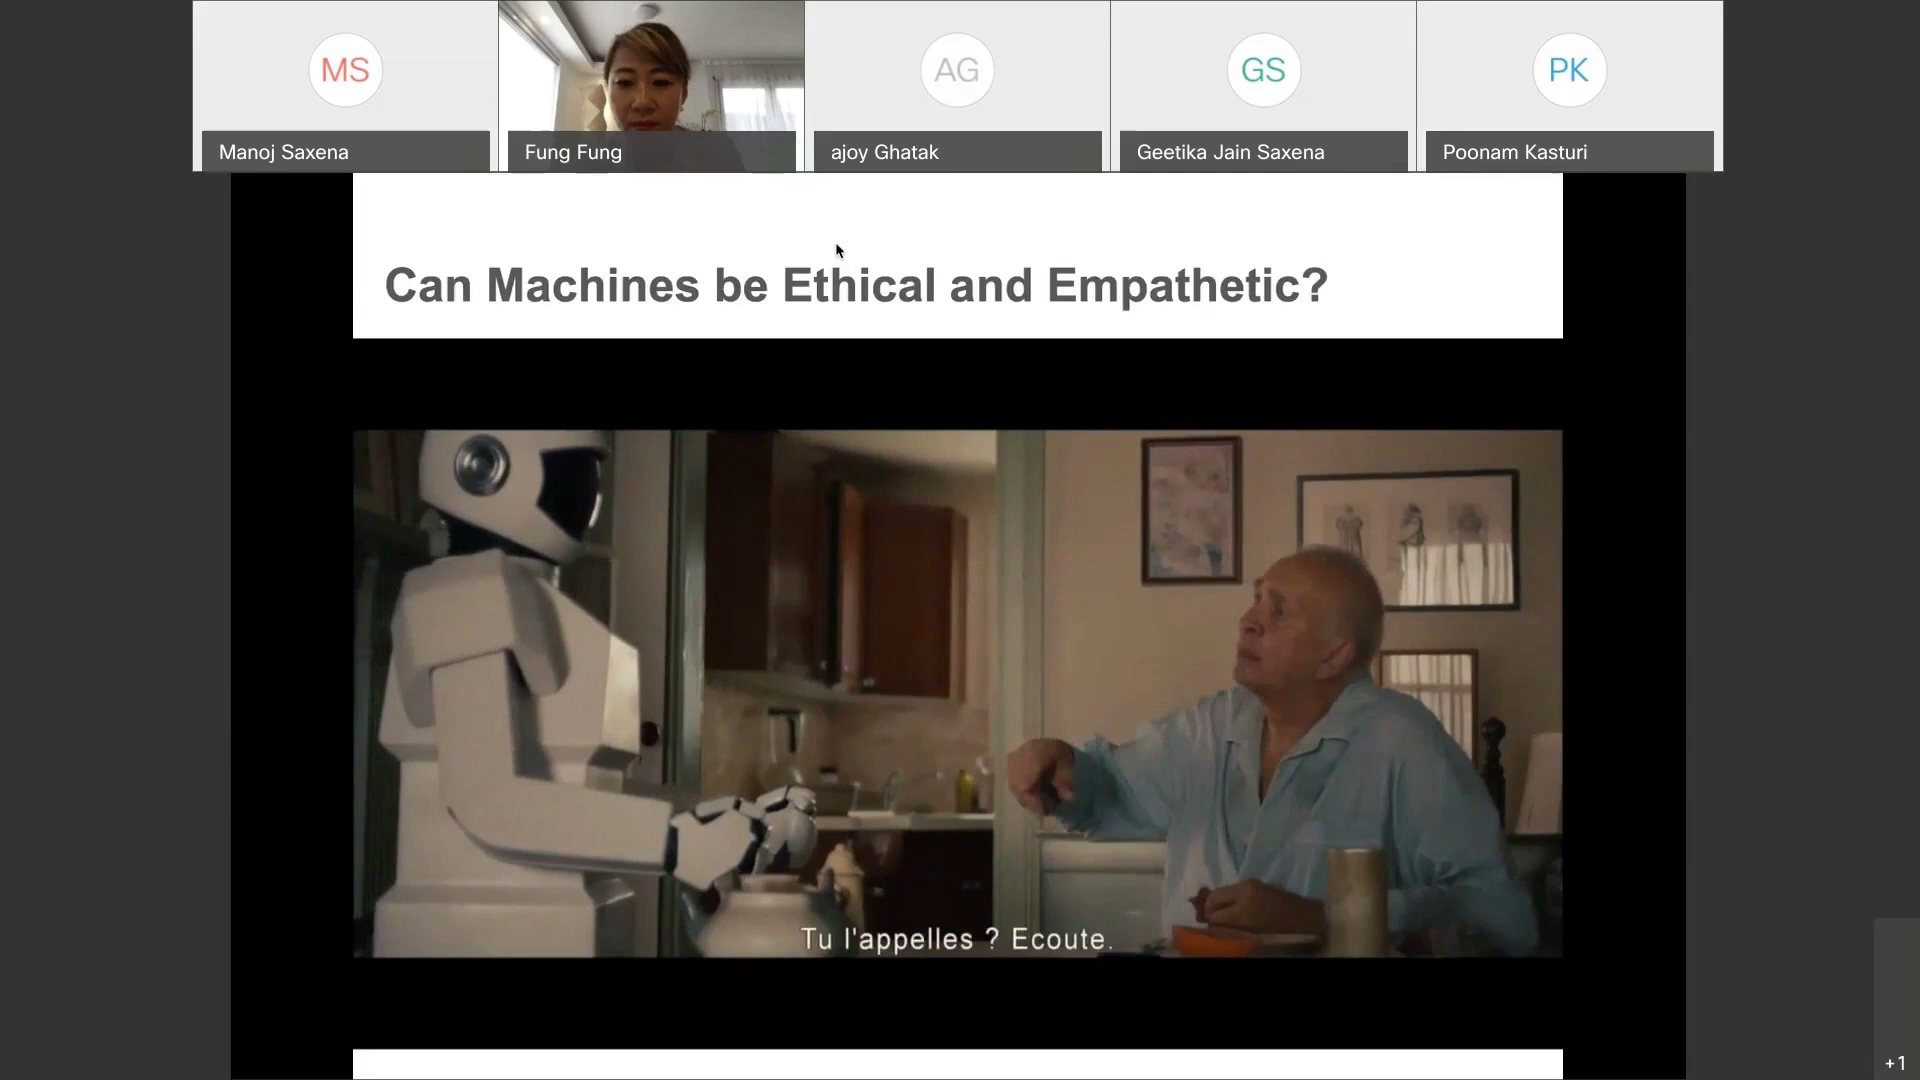 MS
AG
GS
PK
Manoj Saxena
Fung Fung
ajoy Ghatak
Geetika Jain Saxena
Poonam Kasturi
Can Machines be Ethical and Empathetic?
Tu l'appelles ? Ecoute.
+1